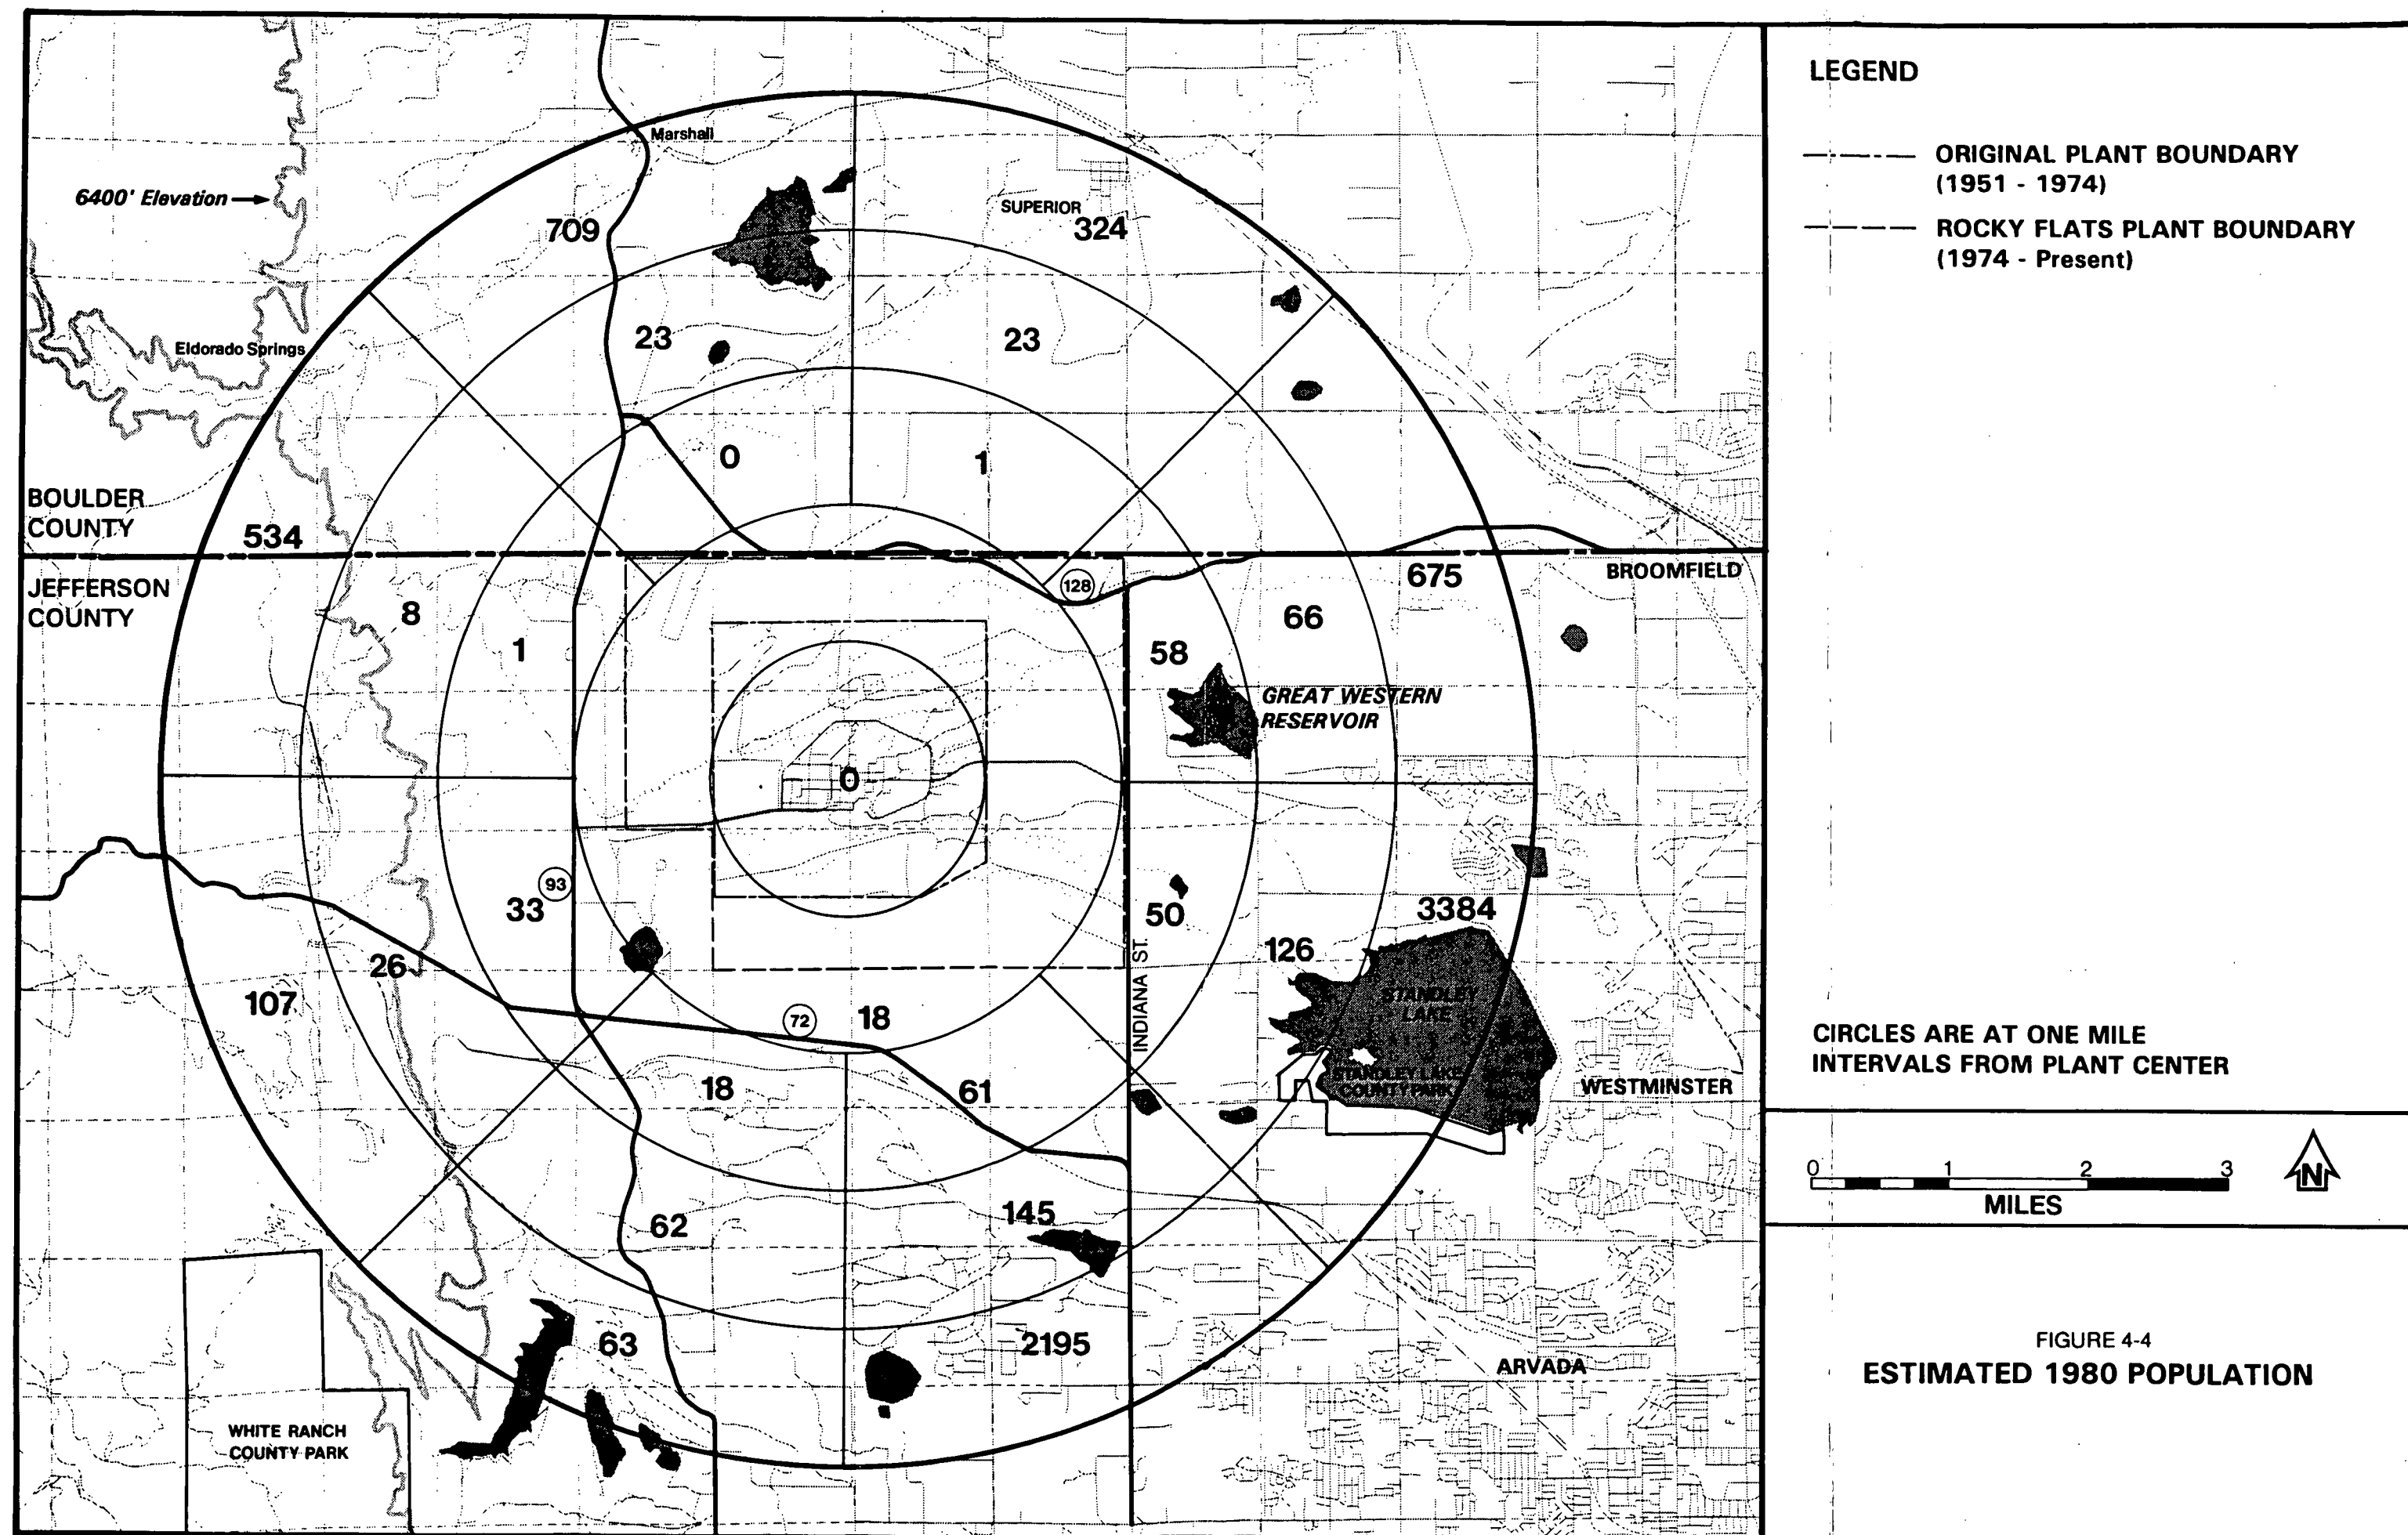 LEGEND
ORIGINAL PLANT BOUNDARY
(1951 - 1974)
ROCKY FLATS PLANT BOUNDARY
(1974 - Present)
Marshall
6400' Elevation
709
SUPERIOR
324
23
23
Eldorado Springs
0
1
BOULDER
COUNTY
534
JEFFERSON
COUNTY
128
675
BROOMFIELD
8
1
58
66
GREAT WESTERN
RESERVOIR
0
93
33
50
3384
26
107
126
INDIANA ST.
STANDLEY
LAKE
72
18
STANDLEY LAKE
COUNTY PARK
WESTMINSTER
18
61
62
145
63
2195
ARVADA
WHITE RANCH
COUNTY PARK
CIRCLES ARE AT ONE MILE
INTERVALS FROM PLANT CENTER
0 1 2 3
MILES
N
FIGURE 4-4
ESTIMATED 1980 POPULATION